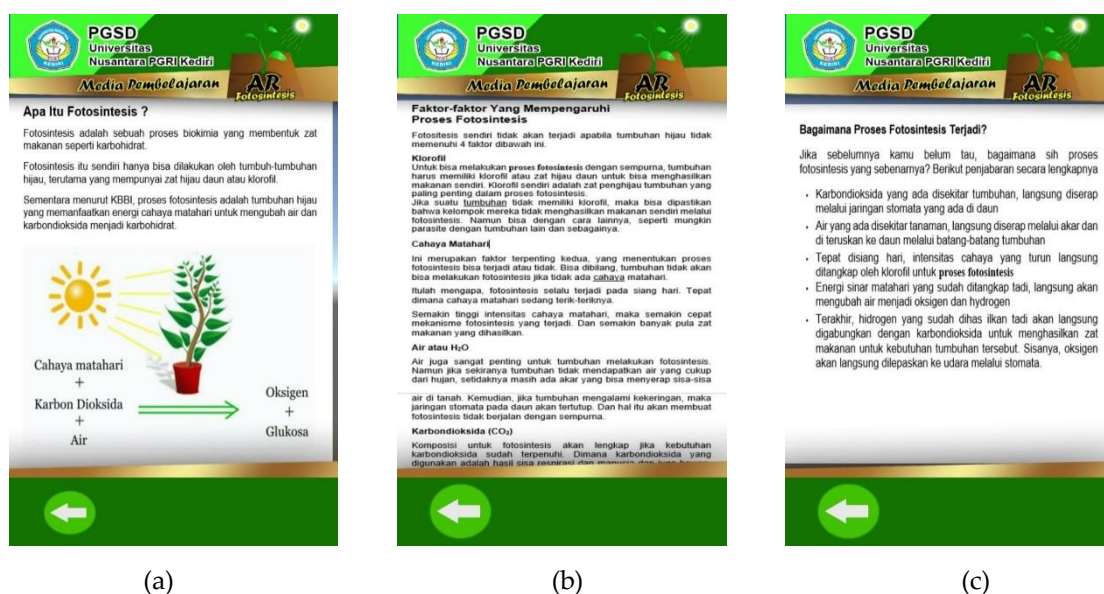 PGSD
Universitas
Nusantara PGRI Kediri
Media Pembelajaran
AR
Fotosintesis
Apa Itu Fotosintesis ?
Fotosintesis adalah sebuah proses biokimia yang membentuk zat
makanan seperti karbohidrat.
Fotosintesis itu sendiri hanya bisa dilakukan oleh tumbuh-tumbuhan
hijau, terutama yang mempunyai zat hijau daun atau klorofil.
Sementara menurut KBBI, proses fotosintesis adalah tumbuhan hijau
yang memanfaatkan energi cahaya matahari untuk mengubah air dan
karbondioksida menjadi karbohidrat.
Cahaya matahari
+
Karbon Dioksida
+
Air
Oksigen
+
Glukosa
(a)
PGSD
Universitas
Nusantara PGRI Kediri
Media Pembelajaran
AR
Fotosintesis
Faktor-faktor Yang Mempengaruhi
Proses Fotosintesis
Fotositesis sendiri tidak akan terjadi apabila tumbuhan hijau tidak
memenuhi 4 faktor dibawah ini.
Klorofil
Untuk bisa melakukan proses fotosintesis dengan sempurna, tumbuhan
harus memiliki klorofil atau zat hijau daun untuk bisa menghasilkan
makanan sendiri. Klorofil sendiri adalah zat penghijau tumbuhan yang
paling penting dalam proses fotosintesis.
Jika suatu tumbuhan tidak memiliki klorofil, maka bisa dipastikan
bahwa kelompok mereka tidak menghasilkan makanan sendiri melalui
fotosintesis. Namun bisa dengan cara lainnya, seperti mungkin
parasite dengan tumbuhan lain dan sebagainya.
Cahaya Matahari
Ini merupakan faktor terpenting kedua, yang menentukan proses
fotosintesis bisa terjadi atau tidak. Bisa dibilang, tumbuhan tidak akan
bisa melakukan fotosintesis jika tidak ada cahaya matahari.
Itulah mengapa, fotosintesis selalu terjadi pada siang hari. Tepat
dimana cahaya matahari sedang terik-teriknya.
Semakin tinggi intensitas cahaya matahari, maka semakin cepat
mekanisme fotosintesis yang terjadi. Dan semakin banyak pula zat
makanan yang dihasilkan.
Air atau H₂O
Air juga sangat penting untuk tumbuhan melakukan fotosintesis.
Namun jika sekiranya tumbuhan tidak mendapatkan air yang cukup
dari hujan, setidaknya masih ada akar yang bisa menyerap sisa-sisa
air di tanah. Kemudian, jika tumbuhan mengalami kekeringan, maka
jaringan stomata pada daun akan tertutup. Dan hal itu akan membuat
fotosintesis tidak berjalan dengan sempurna.
Karbondioksida (CO₂)
Komposisi untuk fotosintesis akan lengkap jika kebutuhan
karbondioksida sudah terpenuhi. Dimana karbondioksida yang
digunakan adalah hasil sisa respirasi dari manusia dan juga
(b)
PGSD
Universitas
Nusantara PGRI Kediri
Media Pembelajaran
AR
Fotosintesis
Bagaimana Proses Fotosintesis Terjadi?
Jika sebelumnya kamu belum tau, bagaimana sih proses
fotosintesis yang sebenarnya? Berikut penjabaran secara lengkapnya
• Karbondioksida yang ada disekitar tumbuhan, langsung diserap
melalui jaringan stomata yang ada di daun
• Air yang ada disekitar tanaman, langsung diserap melalui akar dan
di teruskan ke daun melalui batang-batang tumbuhan
• Tepat disiang hari, intensitas cahaya yang turun langsung
ditangkap oleh klorofil untuk proses fotosintesis
• Energi sinar matahari yang sudah ditangkap tadi, langsung akan
mengubah air menjadi oksigen dan hydrogen
• Terakhir, hidrogen yang sudah dihas ilkan tadi akan langsung
digabungkan dengan karbondioksida untuk menghasilkan zat
makanan untuk kebutuhan tumbuhan tersebut. Sisanya, oksigen
akan langsung dilepaskan ke udara melalui stomata.
(c)